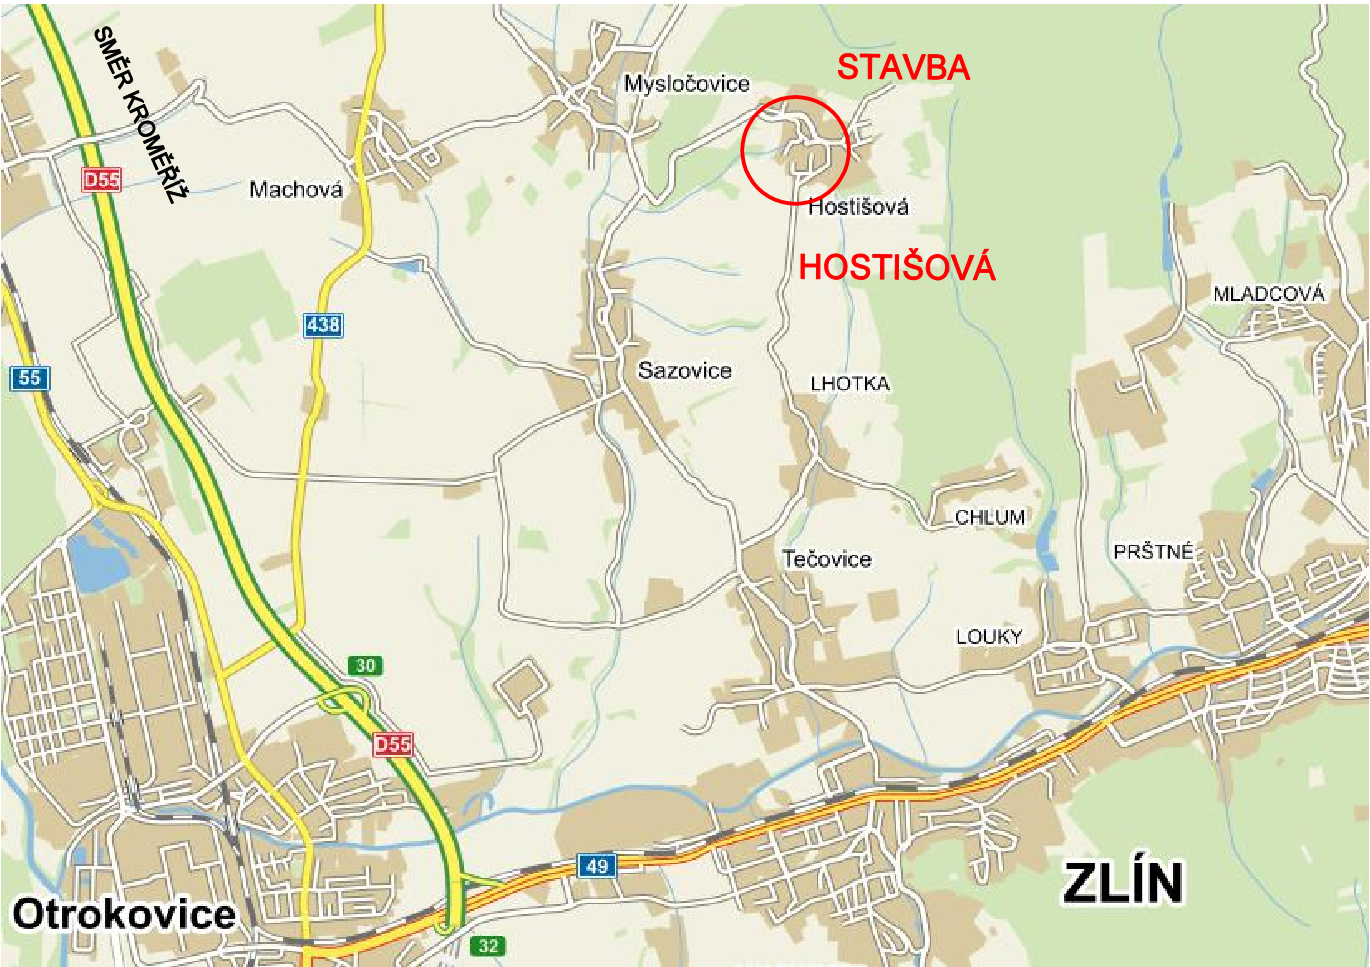 SMĚR KROMĚŘÍŽ
STAVBA
Mysločovice
D55
Machová
Hostišová
HOSTIŠOVÁ
MLADCOVÁ
438
55
Sazovice
LHOTKA
CHLUM
PRŠTNÉ
Tečovice
LOUKY
30
D55
49
ZLÍN
Otrokovice
32